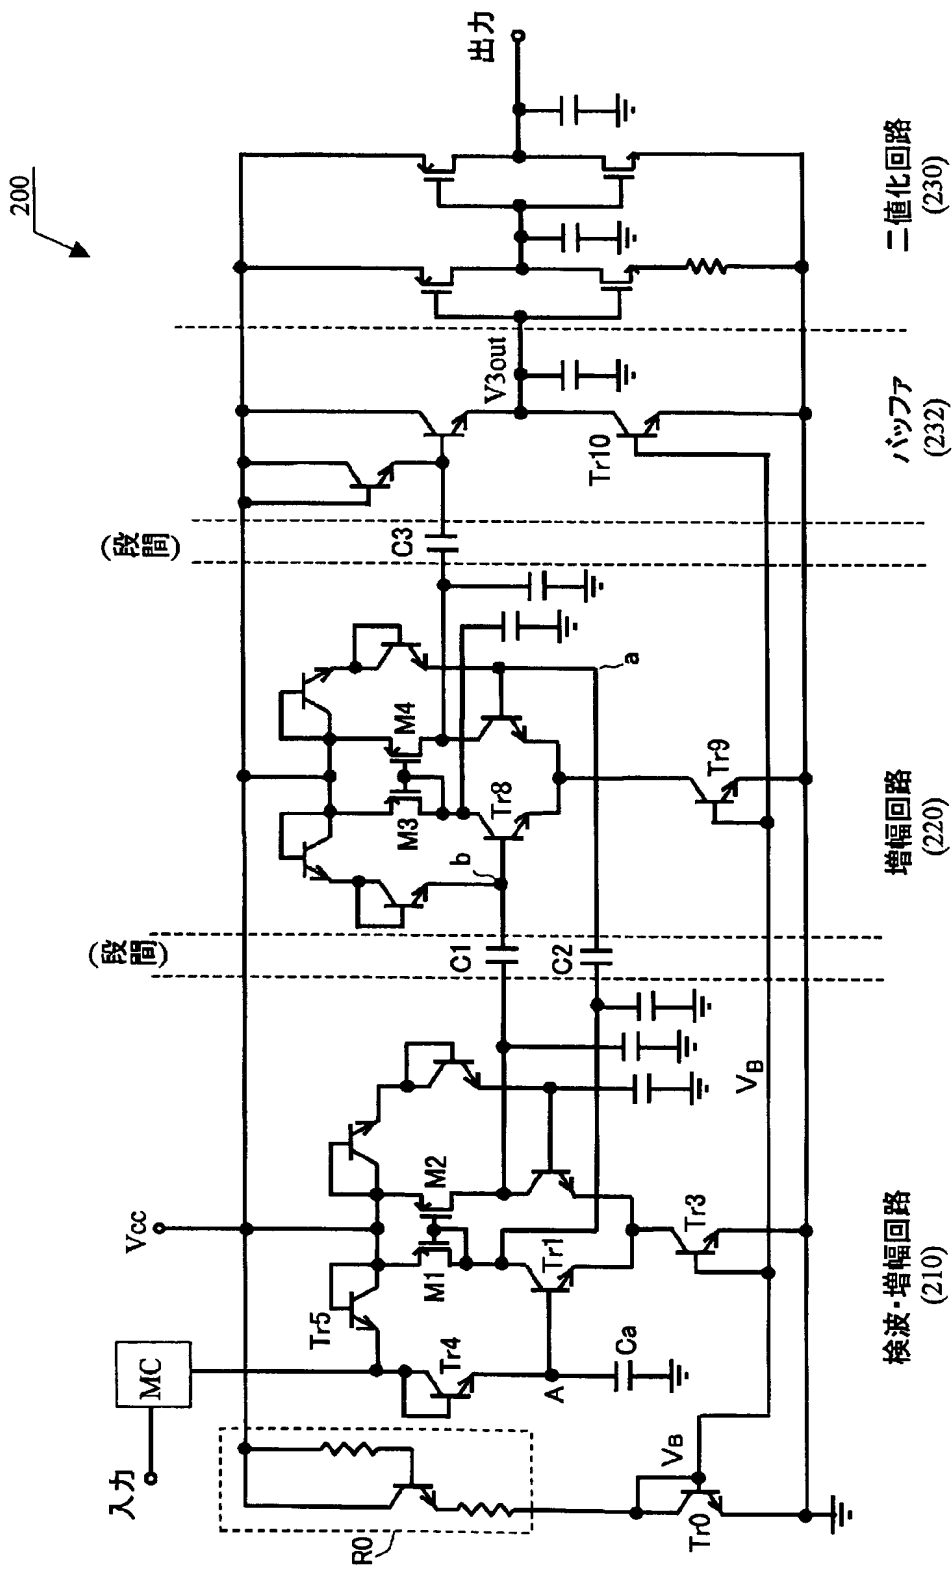 200
入力
MC
Vcc
(段間)
(段間)
出力
R0
Tr5
Tr4
M1
M2
Tr1
A
Ca
Tr3
VB
VB
Tr0
C1
C2
b
a
M3
M4
Tr8
Tr9
C3
V3out
Tr10
検波・増幅回路
(210)
増幅回路
(220)
バッファ
(232)
二値化回路
(230)